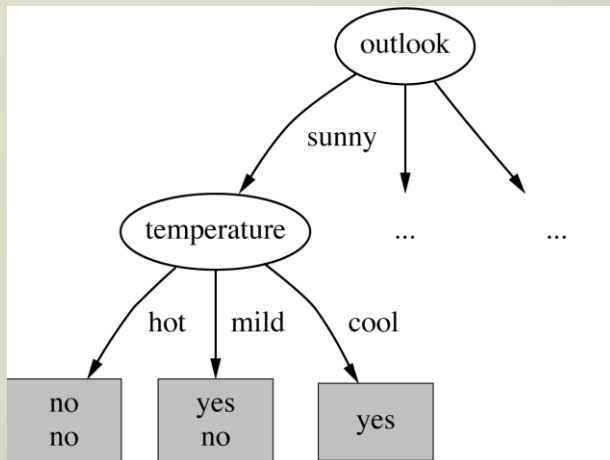 outlook
sunny
temperature
...
...
hot
mild
cool
no
no
yes
no
yes